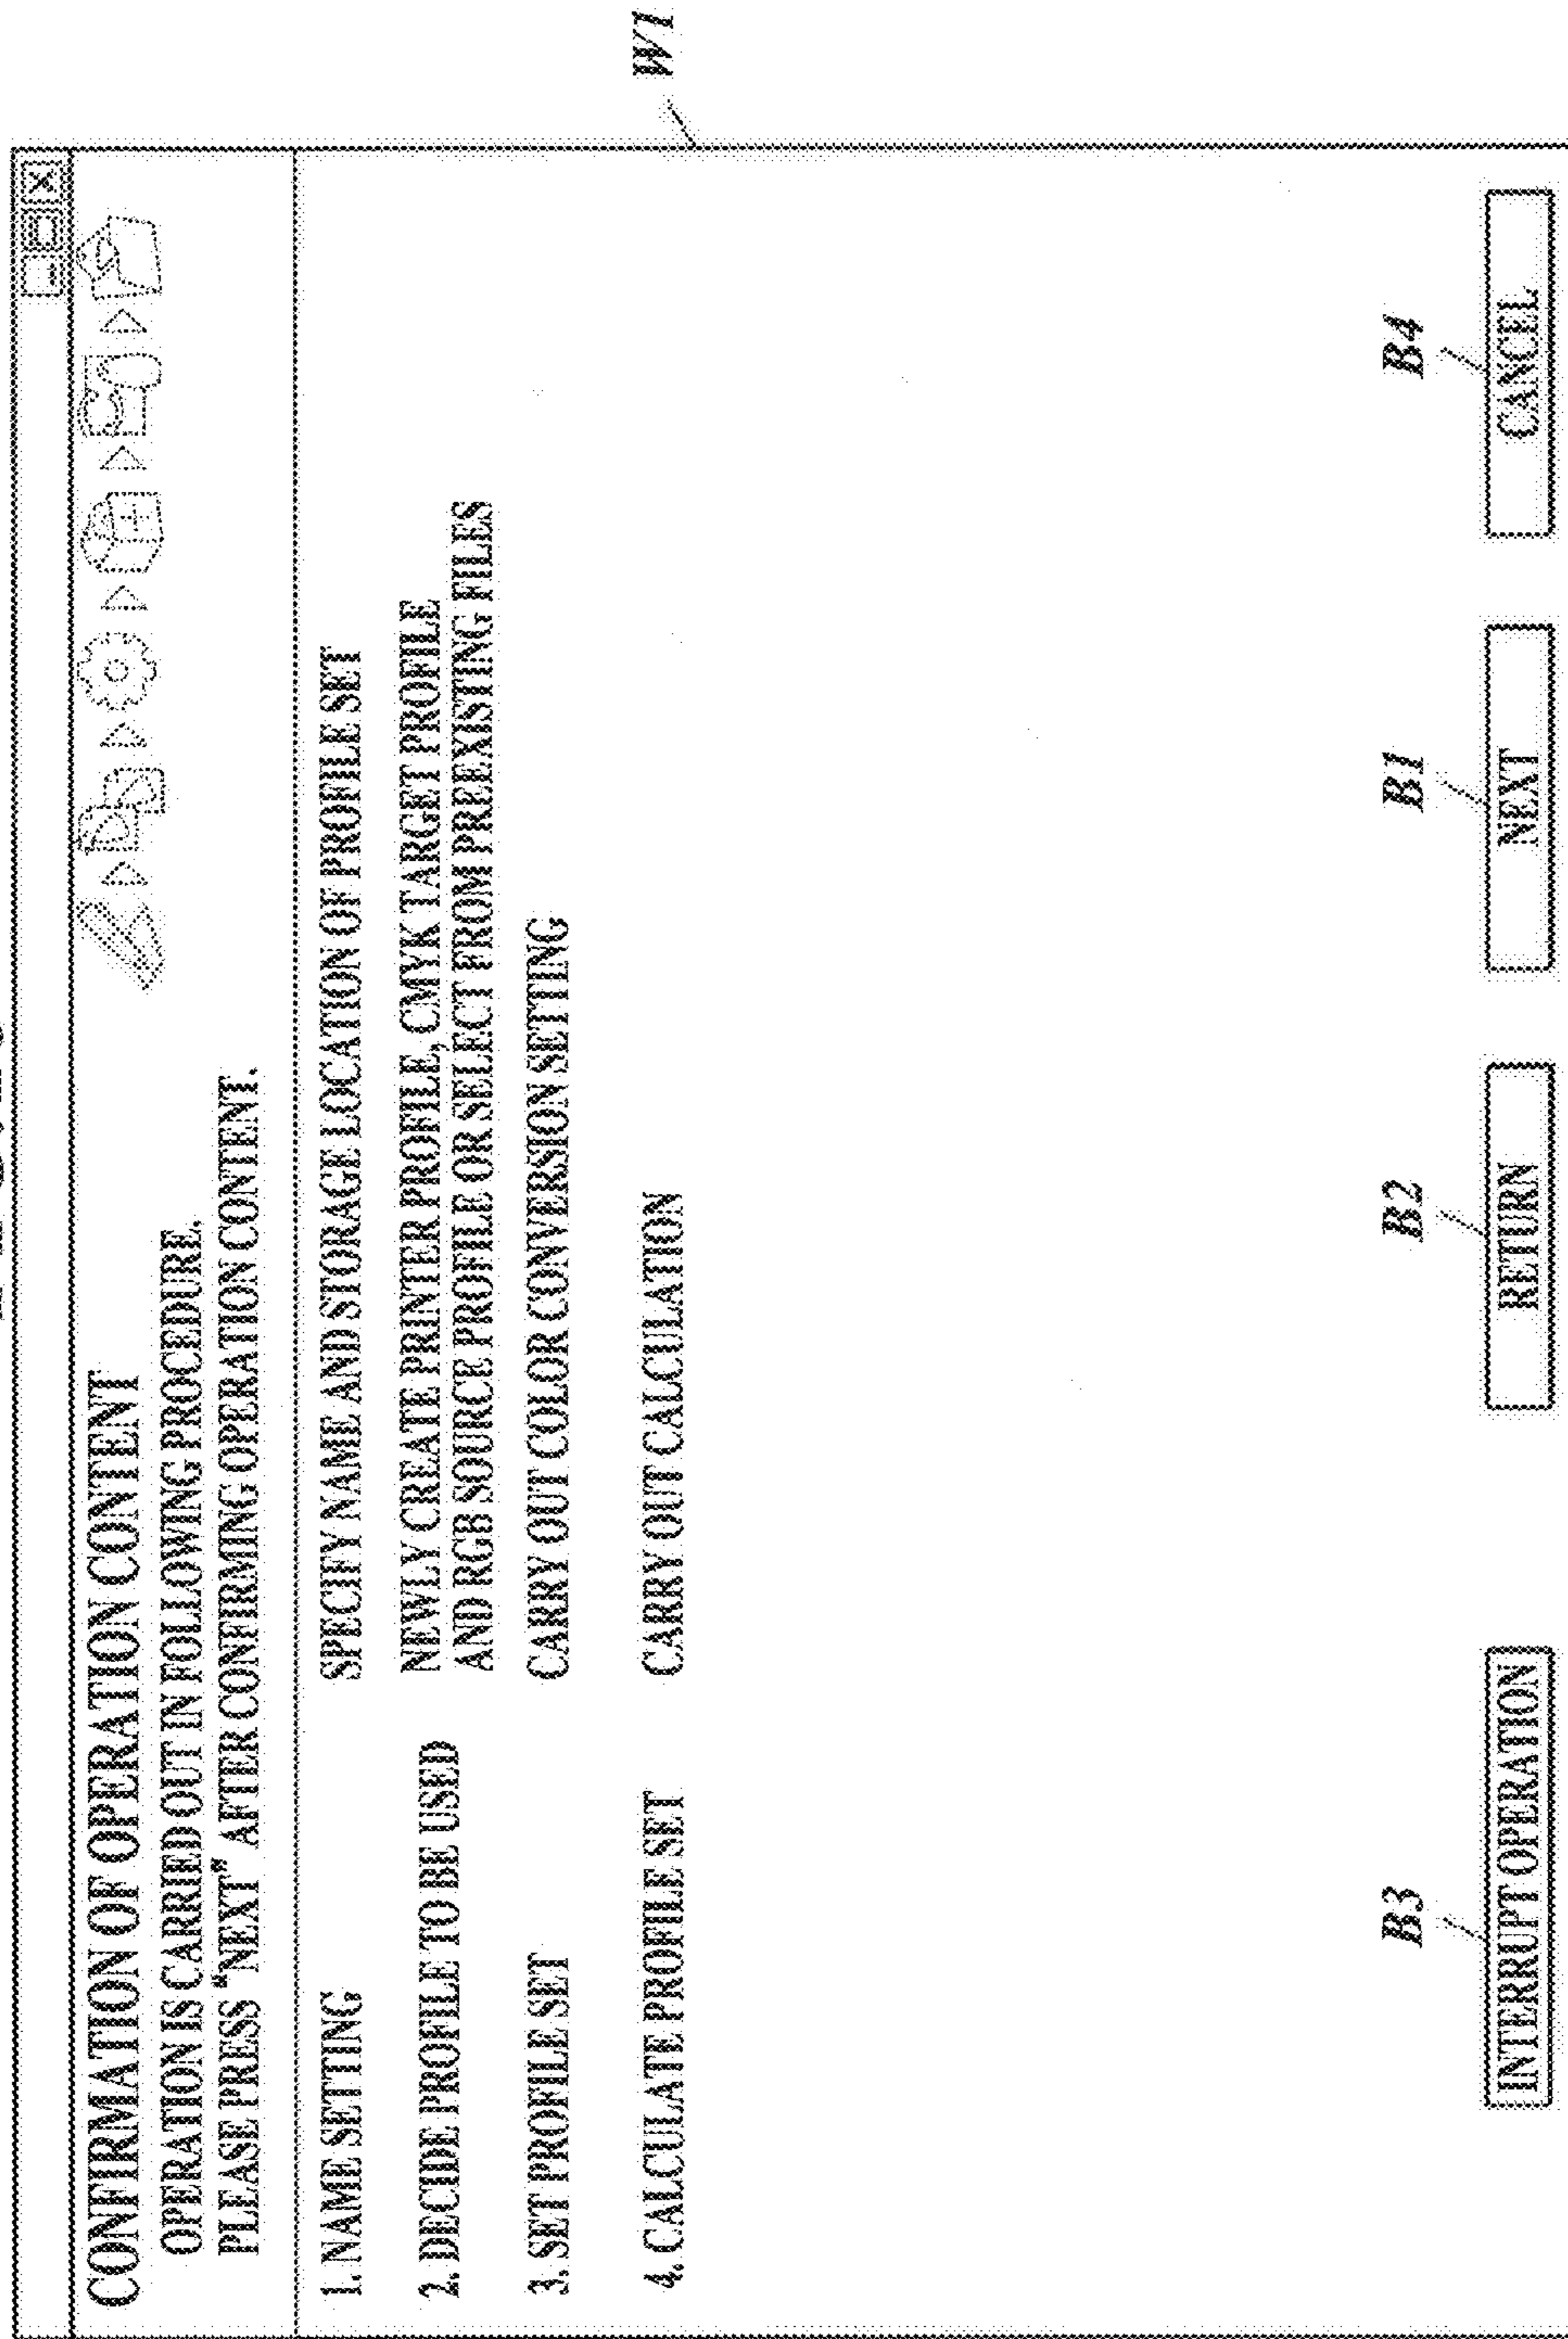 W1
CONFIRMATION OF OPERATION CONTENT
OPERATION IS CARRIED OUT IN FOLLOWING PROCEDURE.
PLEASE PRESS "NEXT" AFTER CONFIRMING OPERATION CONTENT.
1. NAME SETTING SPECIFY NAME AND STORAGE LOCATION OF PROFILE SET
2. DECIDE PROFILE TO BE USED NEWLY CREATE PRINTER PROFILE, CMYK TARGET PROFILE
AND RGB SOURCE PROFILE OR SELECT FROM PREEXISTING FILES
3. SET PROFILE SET CARRY OUT COLOR CONVERSION SETTING
4. CALCULATE PROFILE SET CARRY OUT CALCULATION
B3 B2 B1 B4
INTERRUPT OPERATION RETURN NEXT CANCEL